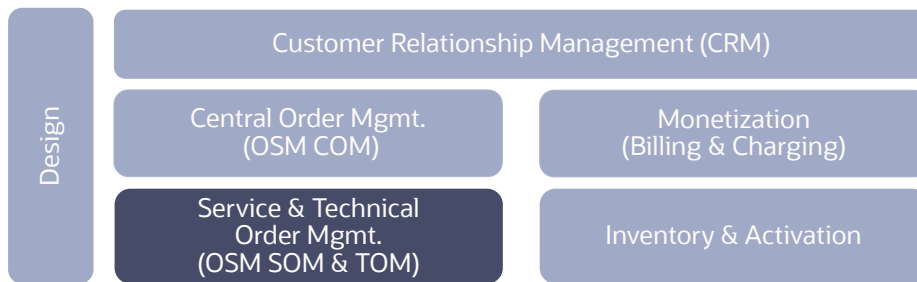 Design
Customer Relationship Management (CRM)
Central Order Mgmt.
(OSM COM)
Monetization
(Billing & Charging)
Service & Technical
Order Mgmt.
(OSM SOM & TOM)
Inventory & Activation